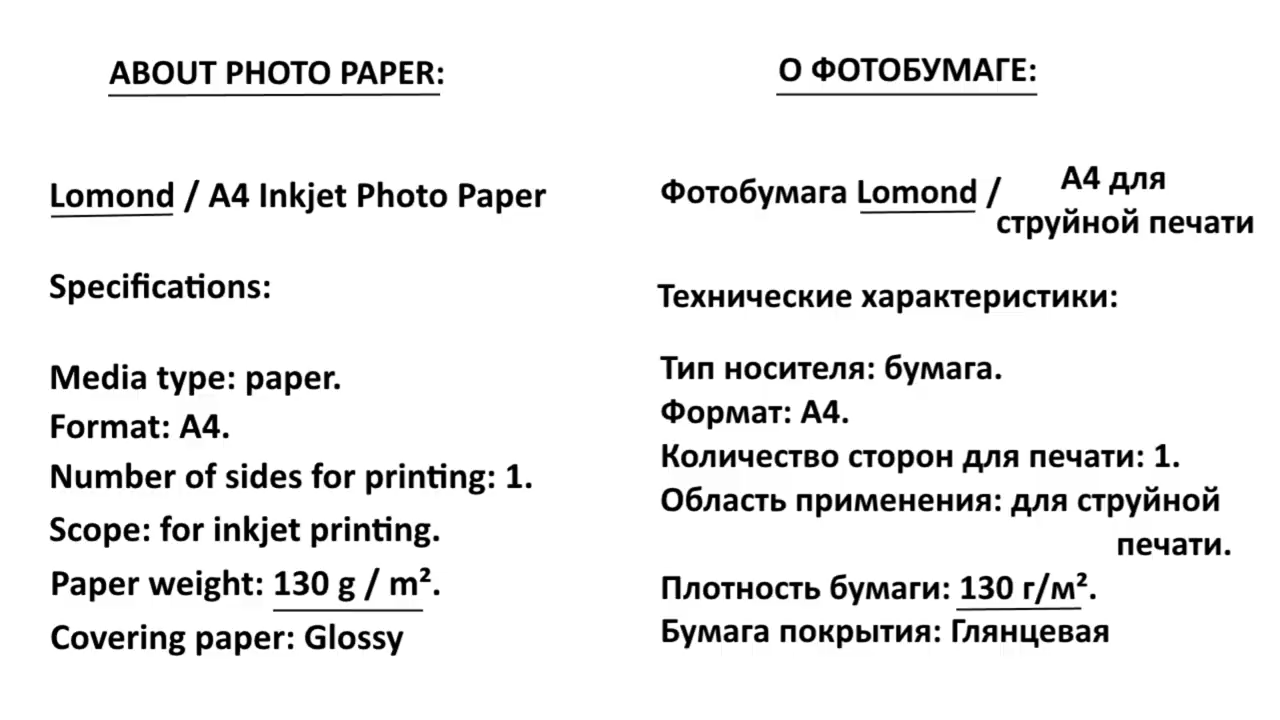 ABOUT PHOTO PAPER:
Lomond / A4 Inkjet Photo Paper
Specifications:
Media type: paper.
Format: A4.
Number of sides for printing: 1.
Scope: for inkjet printing.
Paper weight: 130 g / m².
Covering paper: Glossy
О ФОТОБУМАГЕ:
Фотобумага Lomond / А4 для
струйной печати
Технические характеристики:
Тип носителя: бумага.
Формат: А4.
Количество сторон для печати: 1.
Область применения: для струйной
печати.
Плотность бумаги: 130 г/м².
Бумага покрытия: Глянцевая